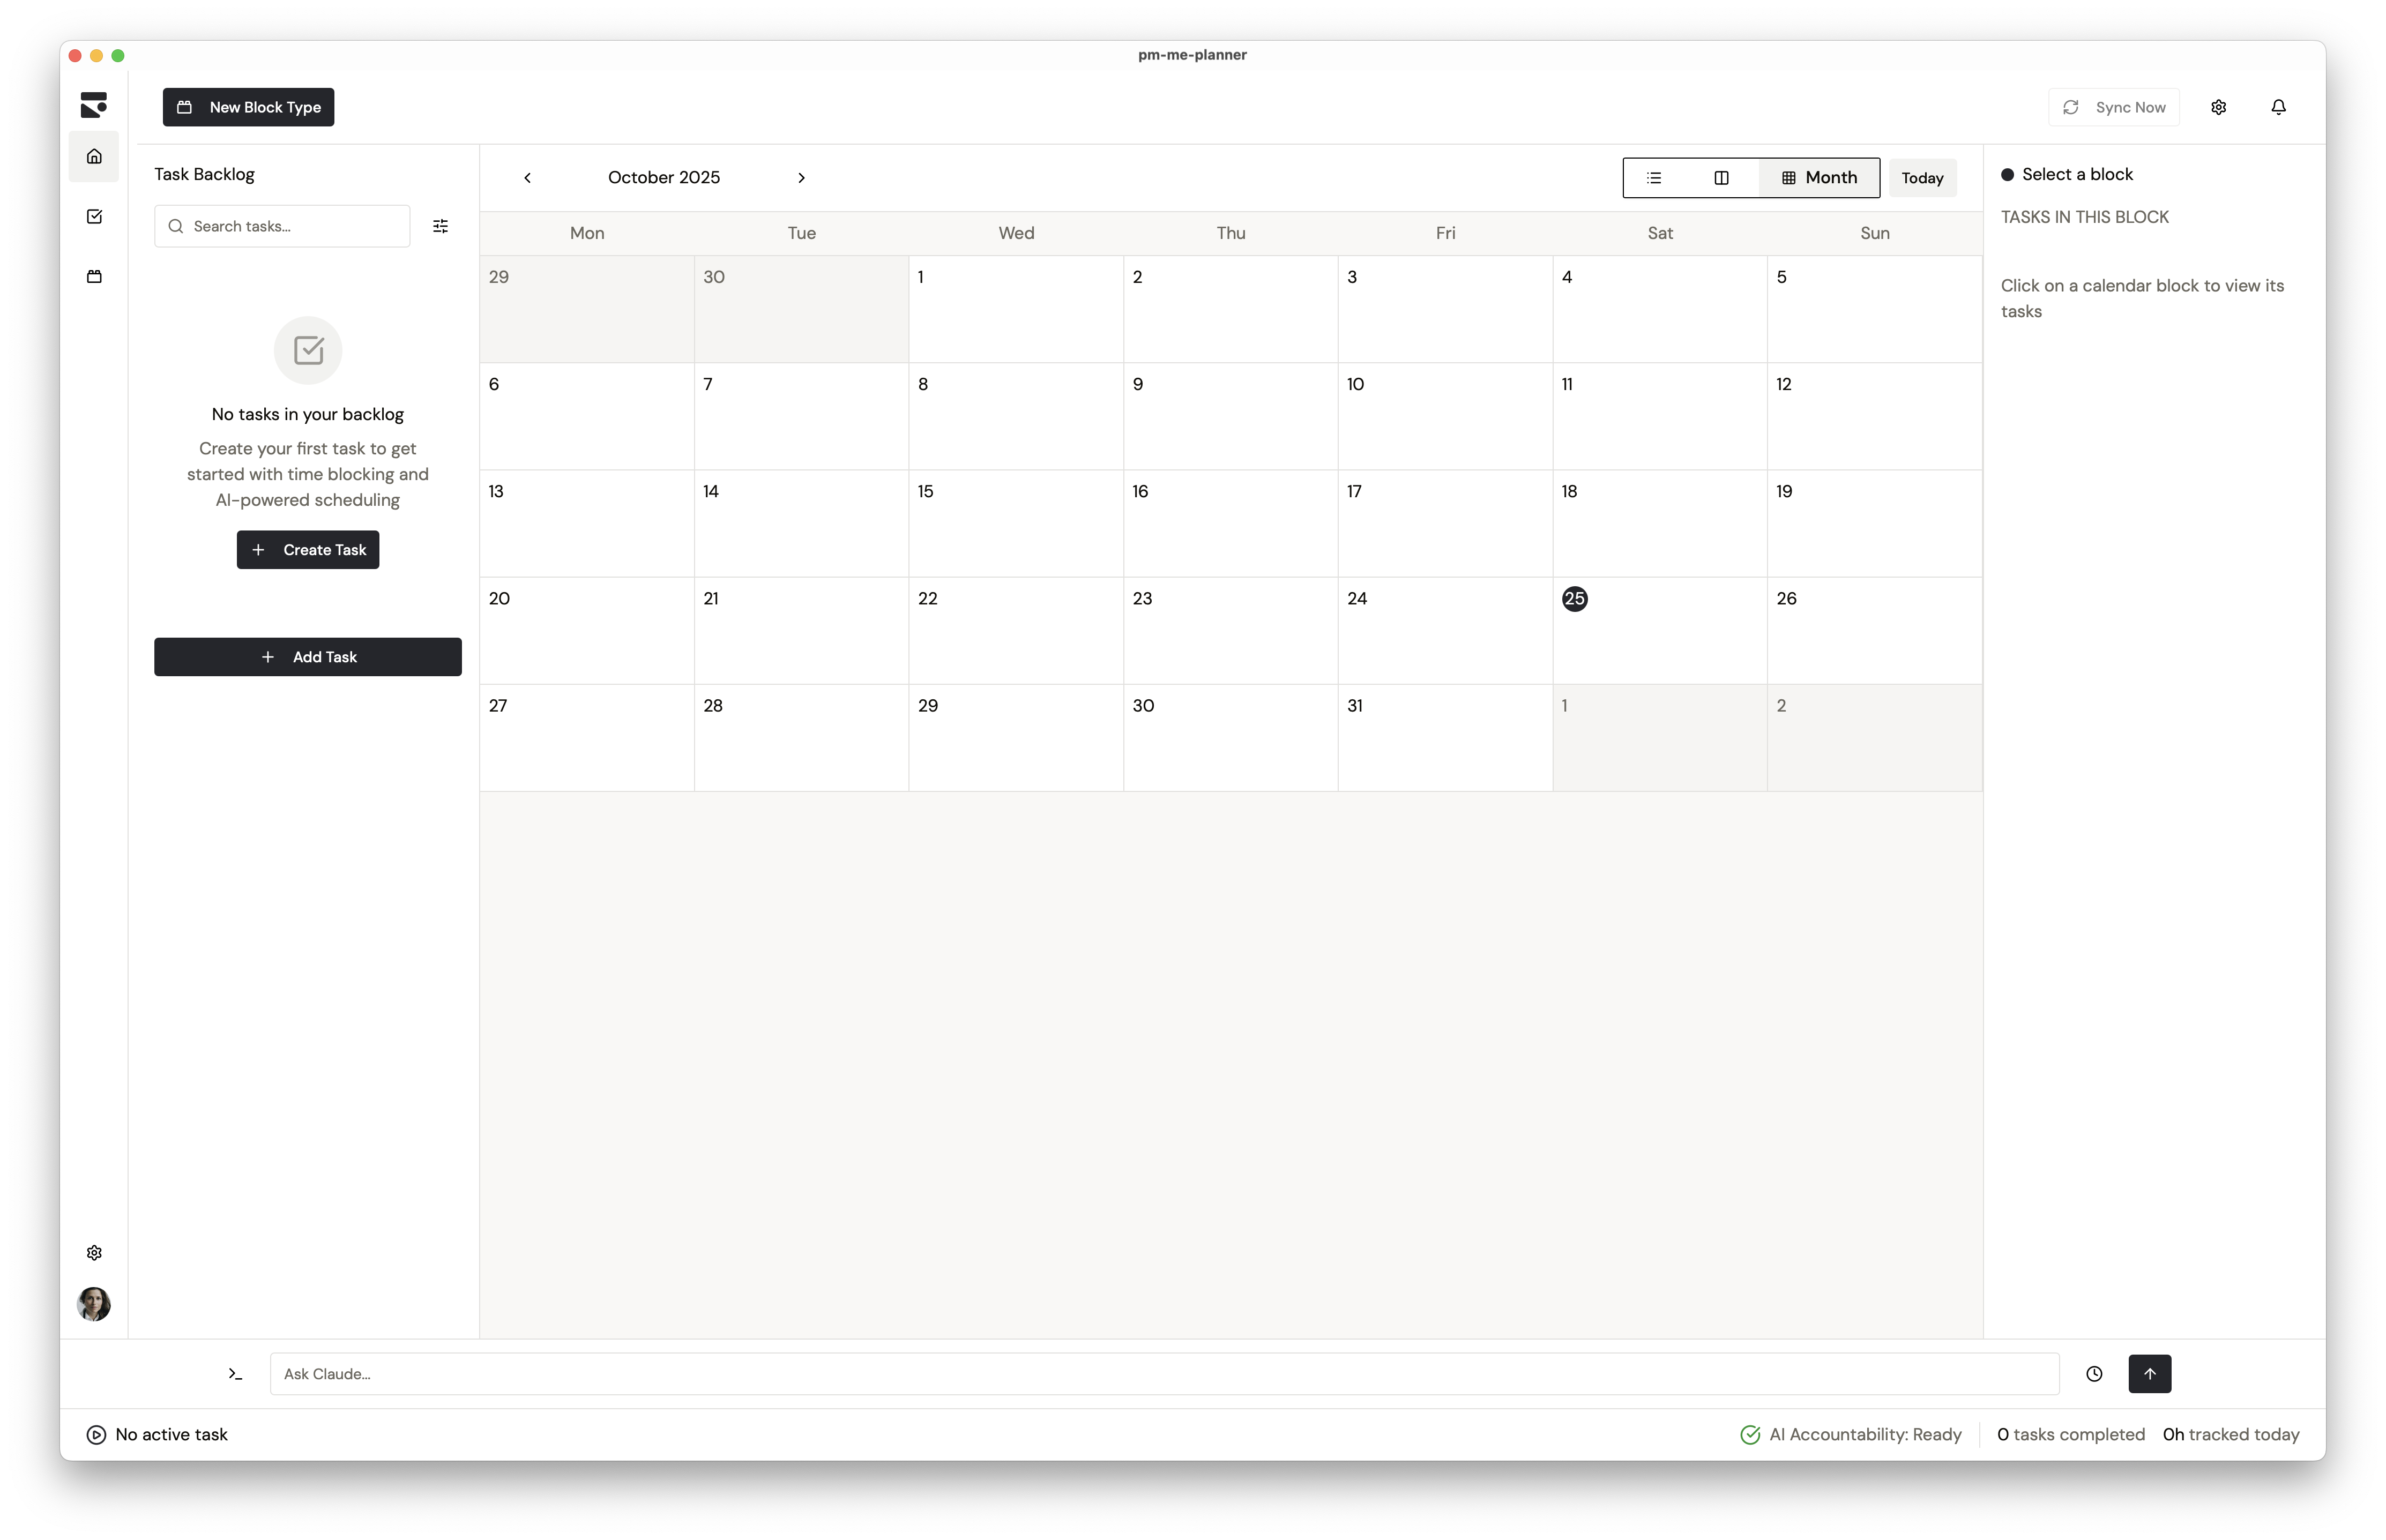 pm-me-planner
New Block Type
Sync Now
Task Backlog
Search tasks...
No tasks in your backlog
Create your first task to get
started with time blocking and
AI-powered scheduling
Create Task
Add Task
October 2025
Month
Today
Mon Tue Wed Thu Fri Sat Sun
29 30 1 2 3 4 5
6 7 8 9 10 11 12
13 14 15 16 17 18 19
20 21 22 23 24 25 26
27 28 29 30 31 1 2
Select a block
TASKS IN THIS BLOCK
Click on a calendar block to view its
tasks
Ask Claude...
No active task
AI Accountability: Ready
0 tasks completed
0h tracked today